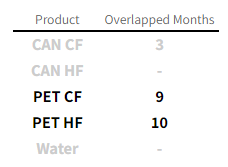 Product Overlapped Months
CAN CF 3
CAN HF -
PET CF 9
PET HF 10
Water -